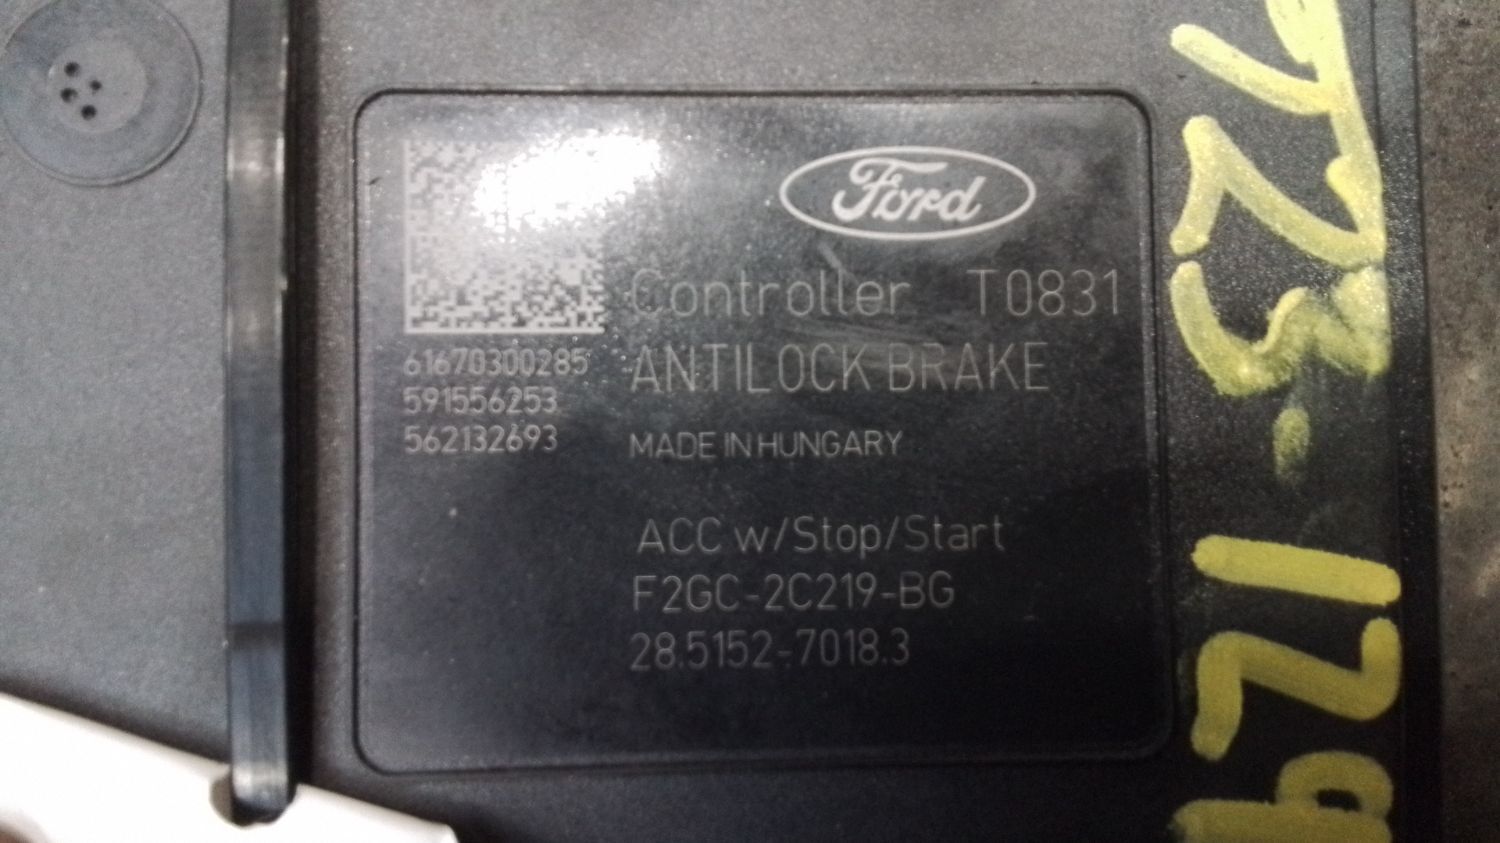 Ford
Controller T0831
ANTILOCK BRAKE
MADE IN HUNGARY
61670300285
591556253
562132693
ACC w/Stop/Start
F2GC-2C219-BG
28.5152-7018.3